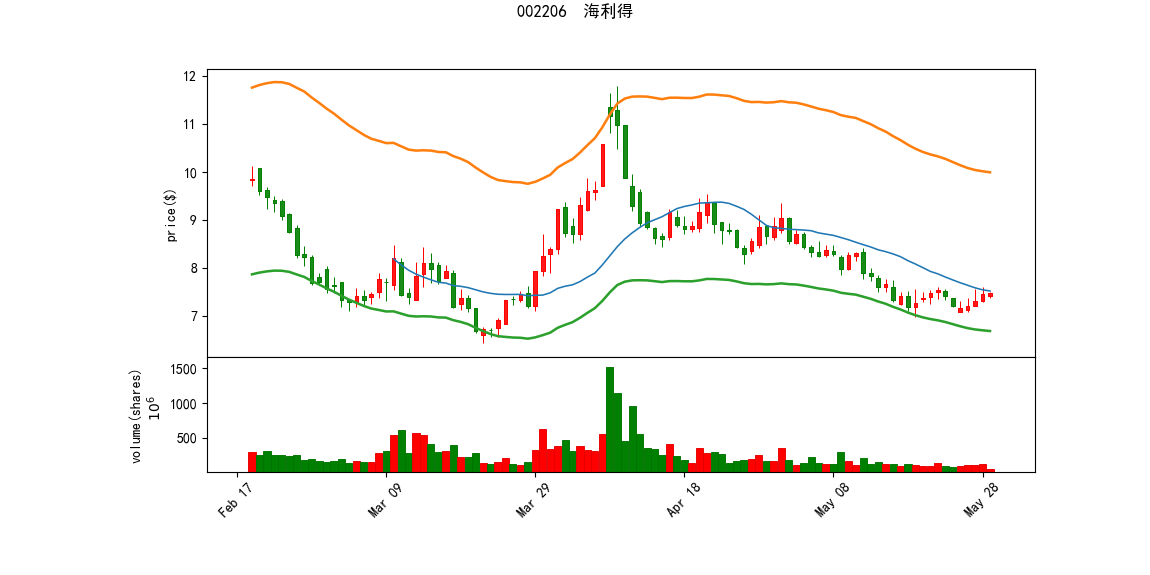 002206 海利得
price($)
12
11
10
9
8
7
volume(shares)
10^6
1500
1000
500
Feb 17
Mar 09
Mar 29
Apr 18
May 08
May 28